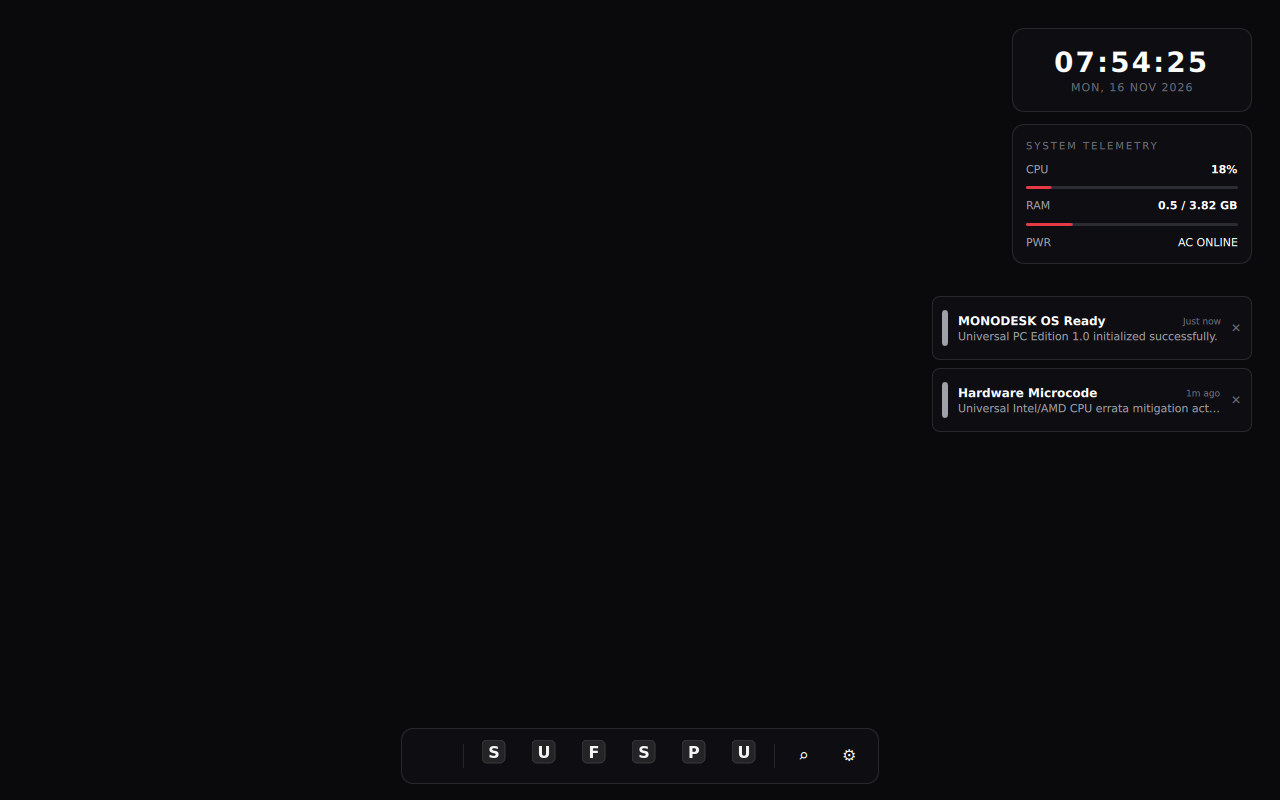 07:54:25
MON, 16 NOV 2026
SYSTEM TELEMETRY
CPU 18%
RAM 0.5 / 3.82 GB
PWR AC ONLINE
MONODESK OS Ready Just now ×
Universal PC Edition 1.0 initialized successfully.
Hardware Microcode 1m ago ×
Universal Intel/AMD CPU errata mitigation act...
S U F S P U